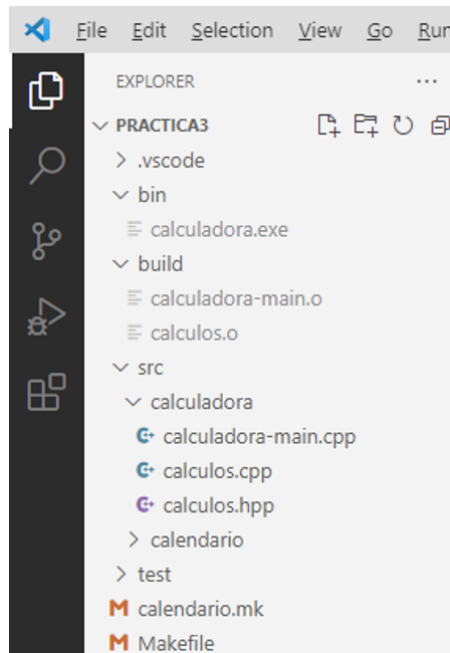 File Edit Selection View Go Run
EXPLORER
PRACTICA3
.vscode
bin
calculadora.exe
build
calculadora-main.o
calculos.o
src
calculadora
calculadora-main.cpp
calculos.cpp
calculos.hpp
calendario
test
calendario.mk
Makefile